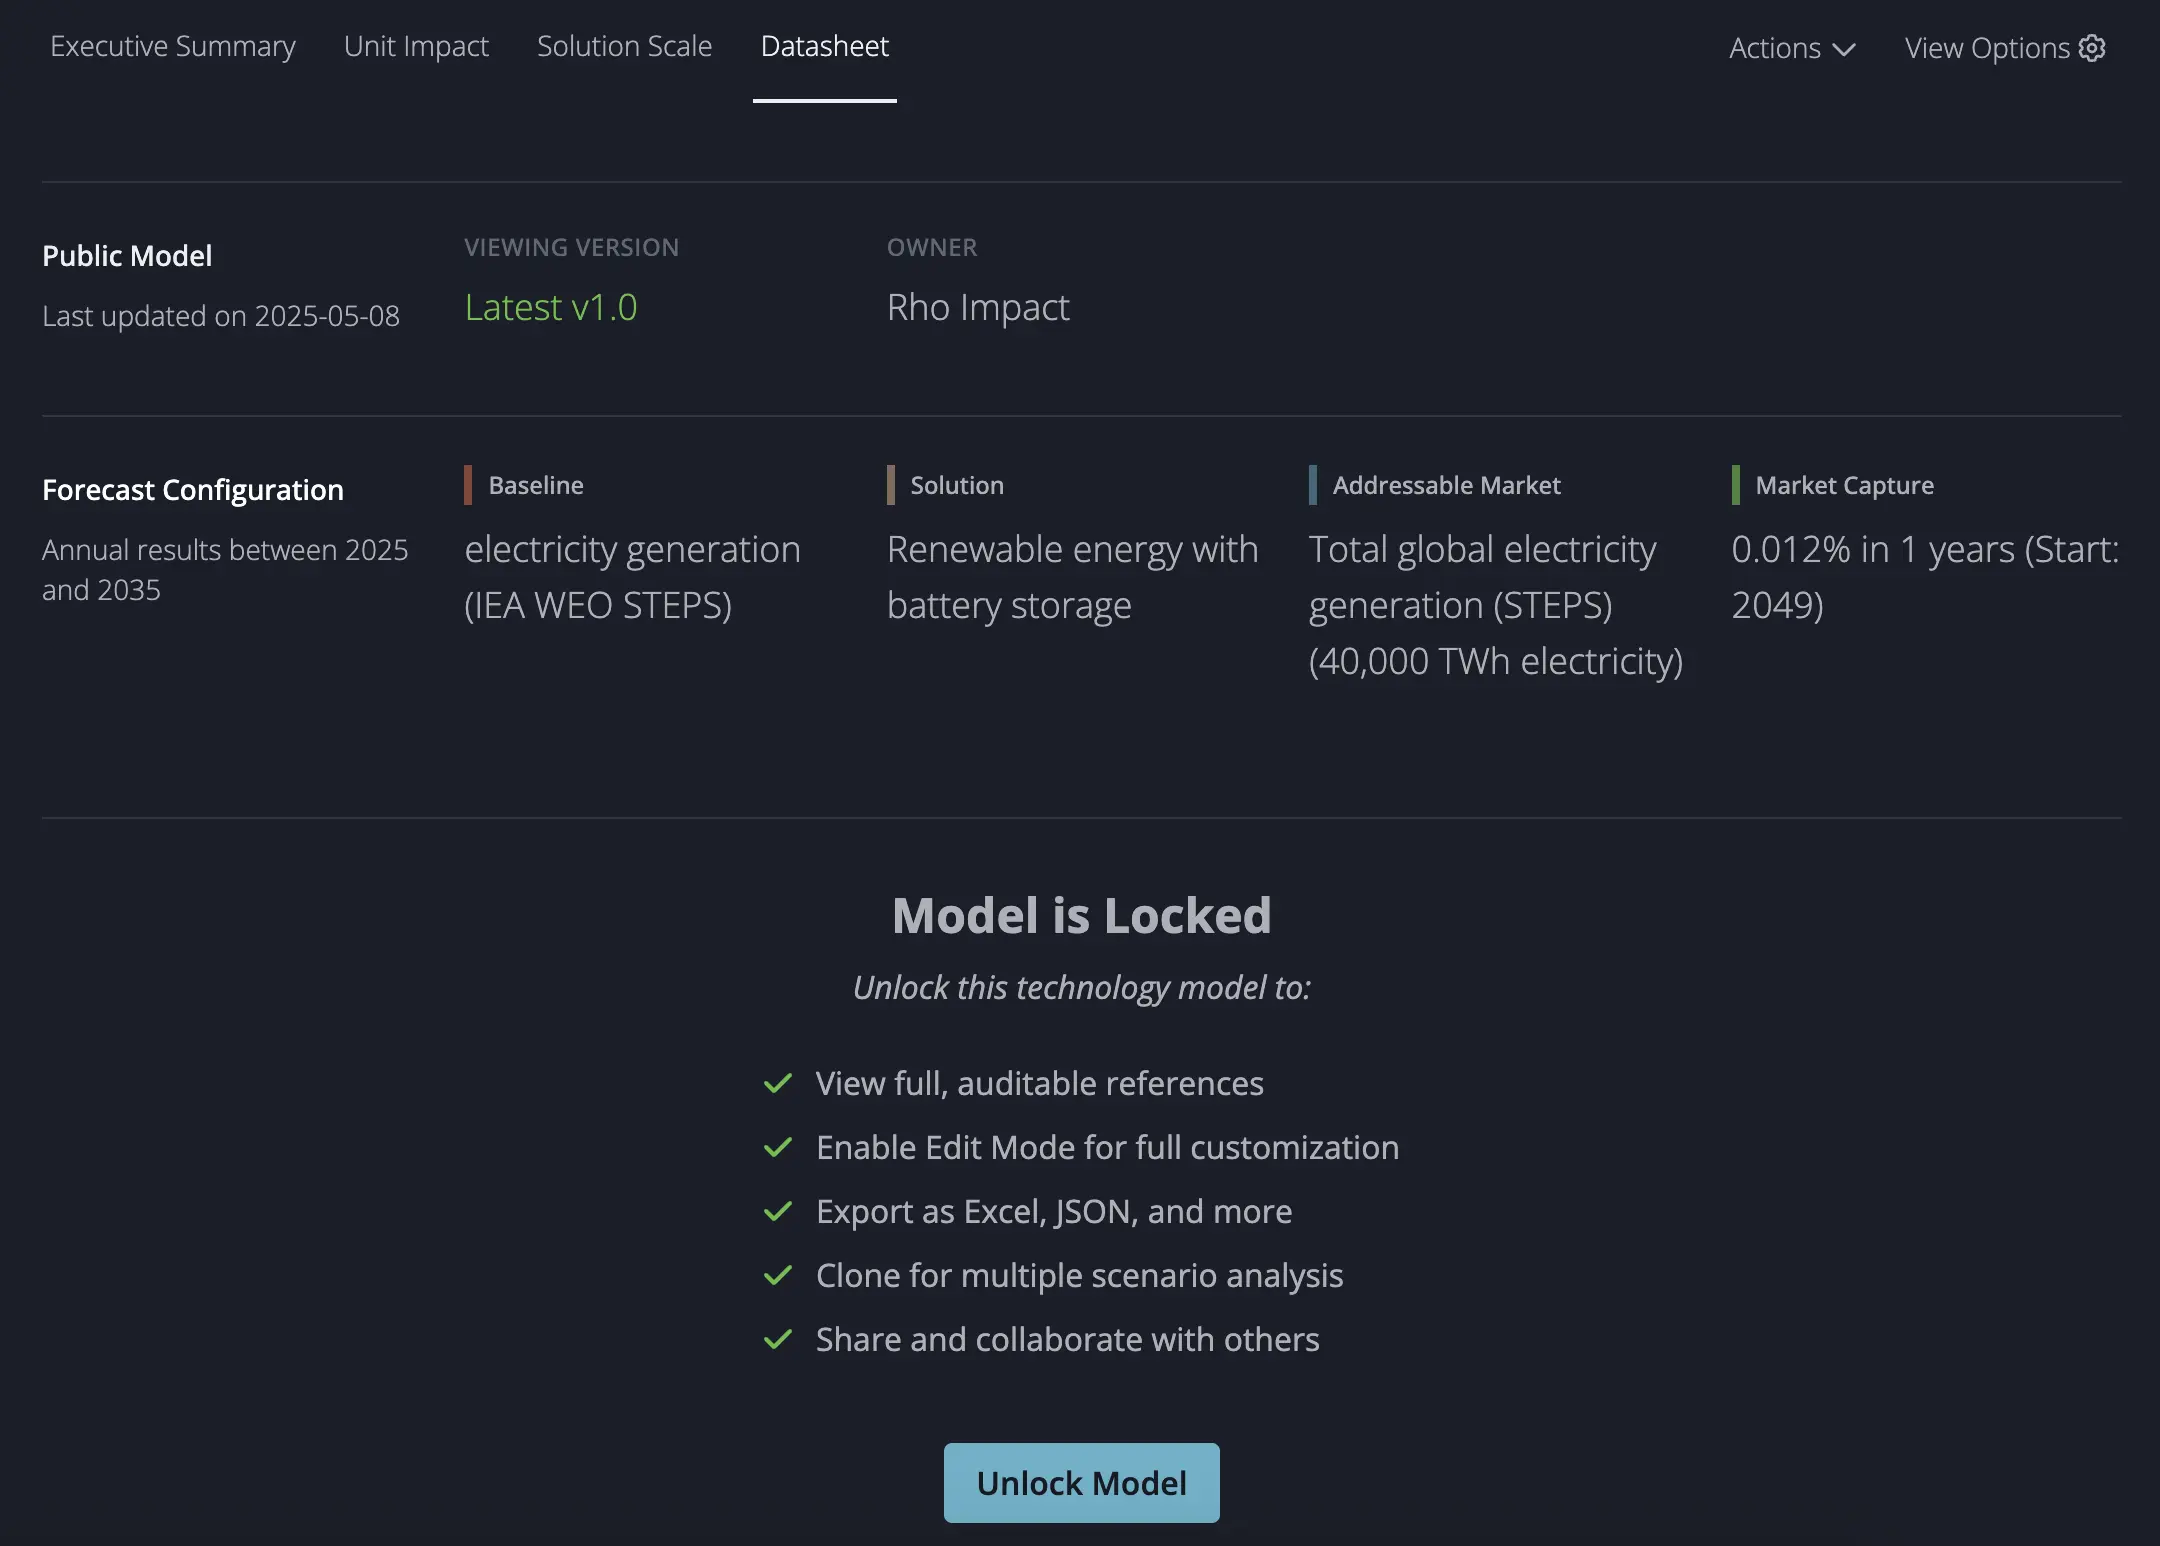 Executive Summary
Unit Impact
Solution Scale
Datasheet
Actions
View Options
Public Model
Last updated on 2025-05-08
VIEWING VERSION
Latest v1.0
OWNER
Rho Impact
Forecast Configuration
Annual results between 2025
and 2035
Baseline
electricity generation
(IEA WEO STEPS)
Solution
Renewable energy with
battery storage
Addressable Market
Total global electricity
generation (STEPS)
(40,000 TWh electricity)
Market Capture
0.012% in 1 years (Start:
2049)
Model is Locked
Unlock this technology model to:
View full, auditable references
Enable Edit Mode for full customization
Export as Excel, JSON, and more
Clone for multiple scenario analysis
Share and collaborate with others
Unlock Model